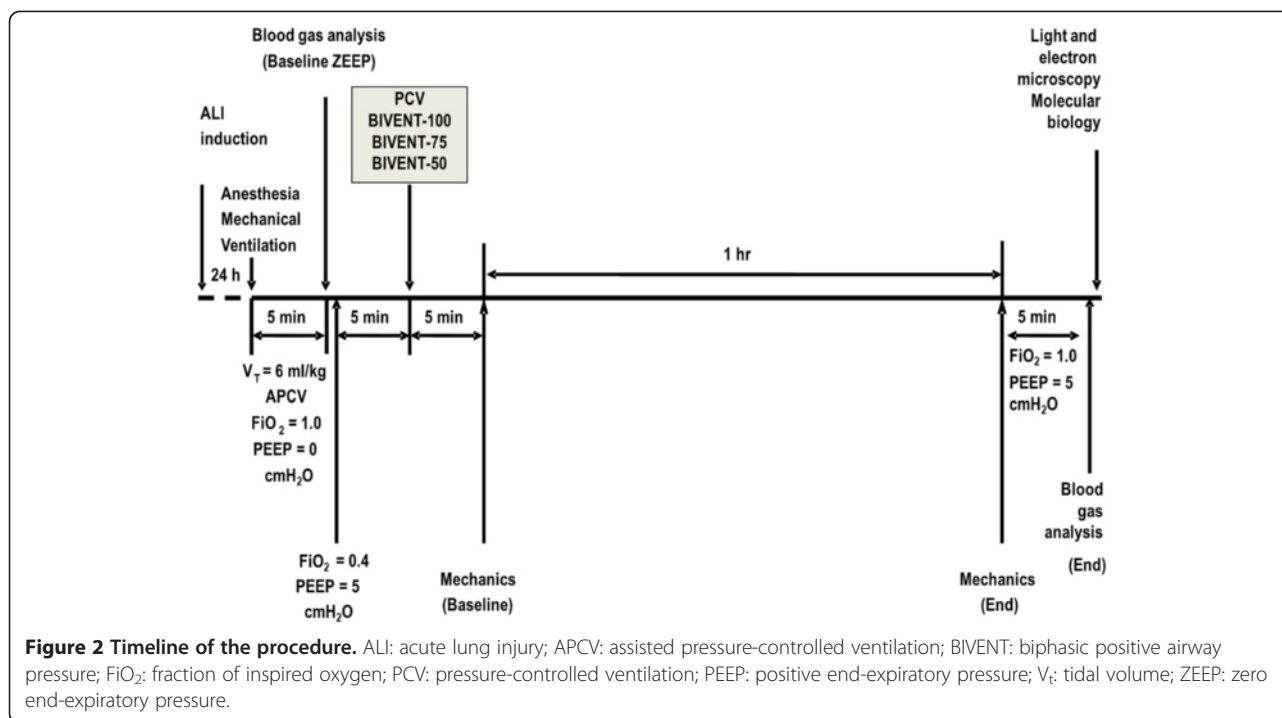 Blood gas analysis
(Baseline ZEEP)
Light and
electron
microscopy
Molecular
biology
PCV
BIVENT-100
BIVENT-75
BIVENT-50
ALI
induction
Anesthesia
Mechanical
Ventilation
24 h
1 hr
5 min
5 min
5 min
5 min
V_T = 6 ml/kg
APCV
FiO₂ = 1.0
PEEP = 0
cmH₂O
FiO₂ = 1.0
PEEP = 5
cmH₂O
FiO₂ = 0.4
PEEP = 5
cmH₂O
Mechanics
(Baseline)
Mechanics
(End)
Blood
gas
analysis
(End)
Figure 2 Timeline of the procedure. ALI: acute lung injury; APCV: assisted pressure-controlled ventilation; BIVENT: biphasic positive airway
pressure; FiO₂: fraction of inspired oxygen; PCV: pressure-controlled ventilation; PEEP: positive end-expiratory pressure; Vₜ: tidal volume; ZEEP: zero
end-expiratory pressure.